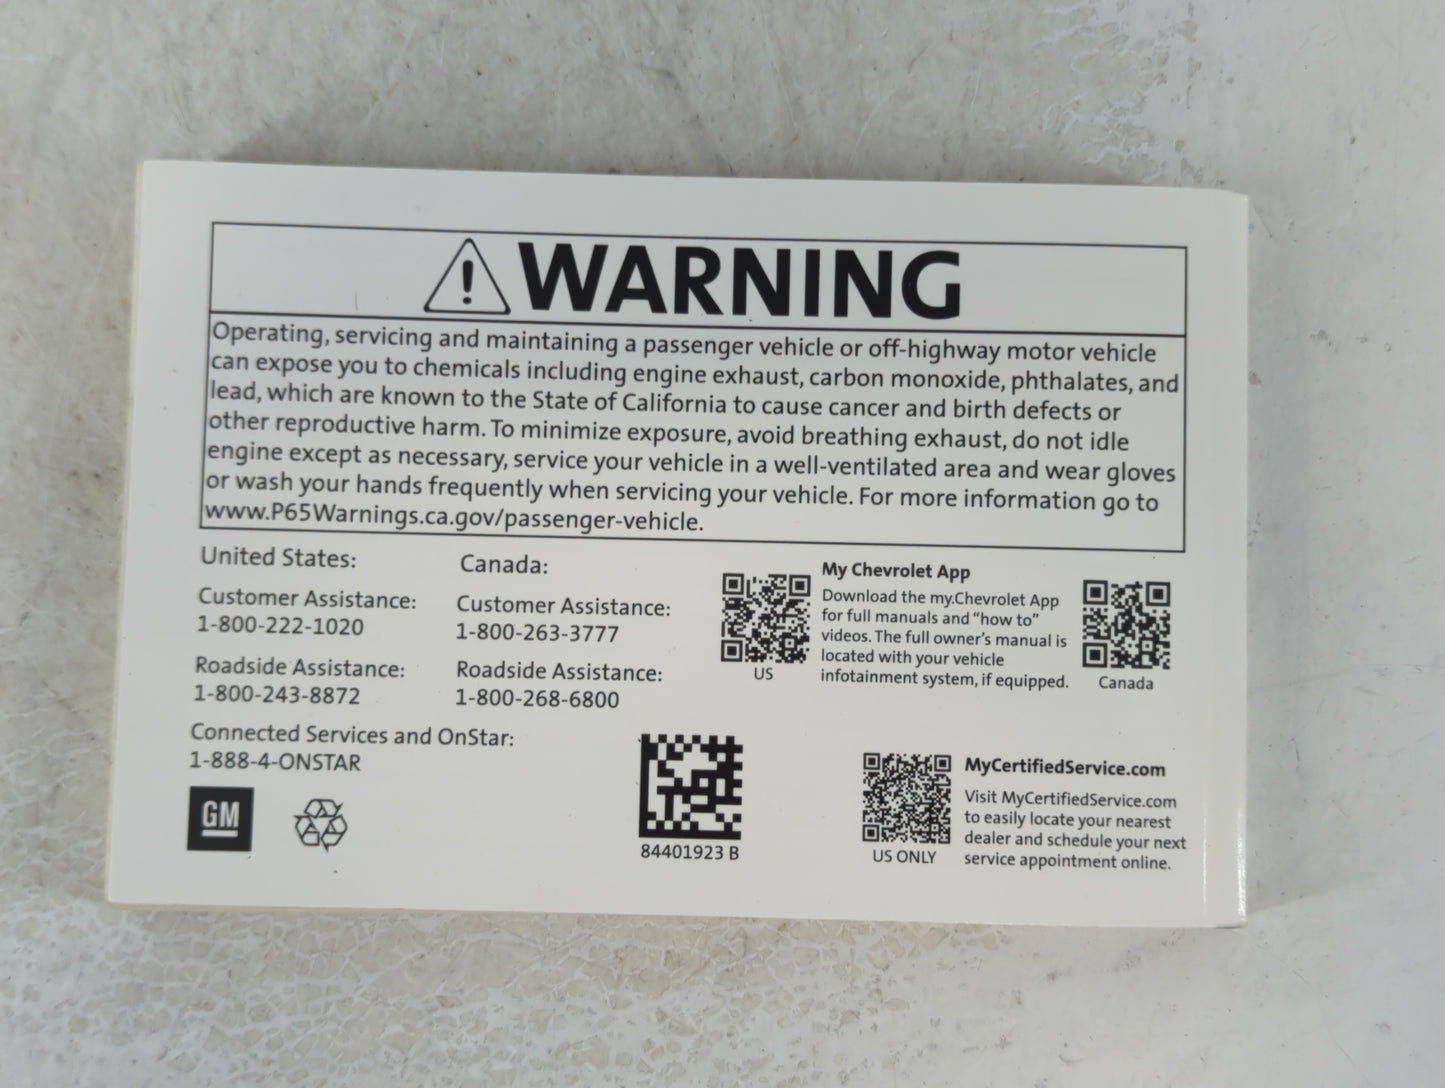 WARNING
Operating, servicing and maintaining a passenger vehicle or off-highway motor vehicle
can expose you to chemicals including engine exhaust, carbon monoxide, phthalates, and
lead, which are known to the State of California to cause cancer and birth defects or
other reproductive harm. To minimize exposure, avoid breathing exhaust, do not idle
engine except as necessary, service your vehicle in a well-ventilated area and wear gloves
or wash your hands frequently when servicing your vehicle. For more information go to
www.P65Warnings.ca.gov/passenger-vehicle.
United States:
Customer Assistance:
1-800-222-1020
Roadside Assistance:
1-800-243-8872
Canada:
Customer Assistance:
1-800-263-3777
Roadside Assistance:
1-800-268-6800
Connected Services and OnStar:
1-888-4-ONSTAR
US
My Chevrolet App
Download the my.Chevrolet App
for full manuals and "how to"
videos. The full owner's manual is
located with your vehicle
infotainment system, if equipped.
Canada
GM
84401923 B
US ONLY
MyCertifiedService.com
Visit MyCertifiedService.com
to easily locate your nearest
dealer and schedule your next
service appointment online.